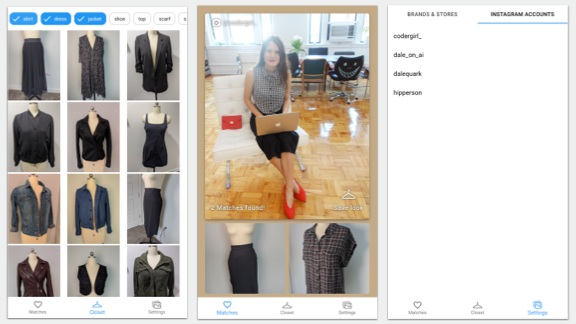 skirt
dress
jacket
shoe
top
scarf
s
Matches
Closet
Settings
2 Matches found!
Save look
Matches
Closet
Settings
BRANDS & STORES
INSTAGRAM ACCOUNTS
codergirl_
dale_on_ai
dalequark
hipperson
Matches
Closet
Settings